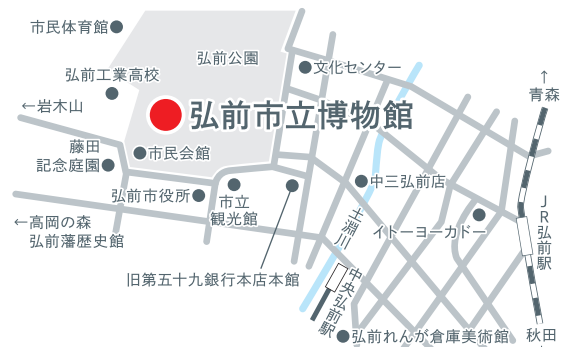 市民体育館
弘前公園
文化センター
弘前工業高校
↑
青森
←岩木山
弘前市立博物館
藤田
記念庭園
市民会館
中三弘前店
弘前市役所
市立
観光館
土淵川
イトーヨーカドー
JR弘前駅
←高岡の森
弘前藩歴史館
旧第五十九銀行本店本館
中央弘前駅
弘前れんが倉庫美術館
秋田